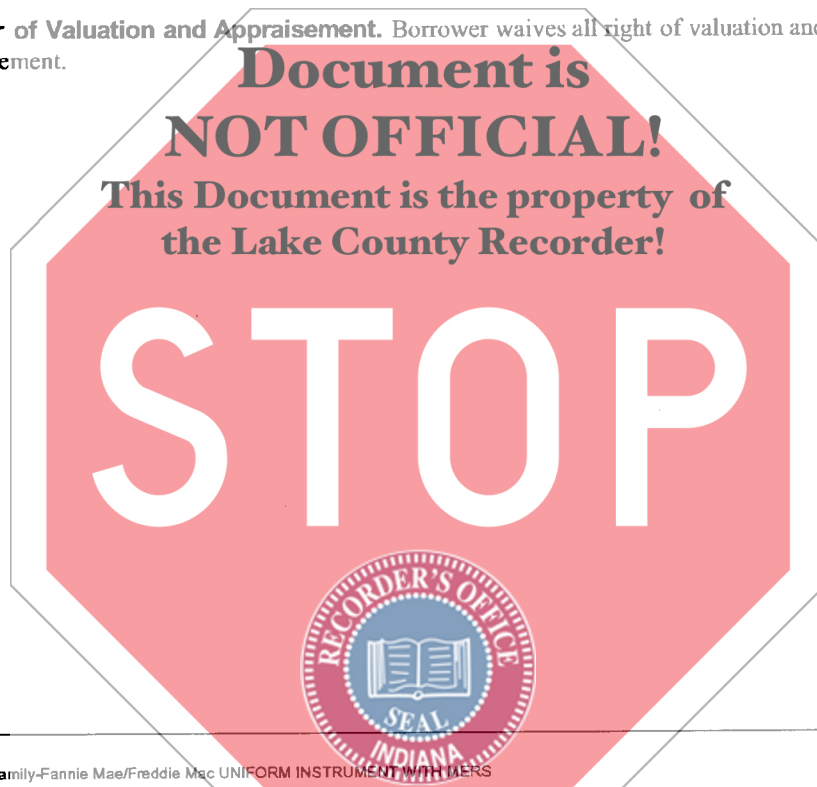 of Valuation and Appraisement. Borrower waives all right of valuation and
ement.
Document is
NOT OFFICIAL!
This Document is the property of
the Lake County Recorder!
STOP
RECORDER'S OFFICE
SEAL
INDIANA
amily-Fannie Mae/Freddie Mac UNIFORM INSTRUMENT WITH MERS